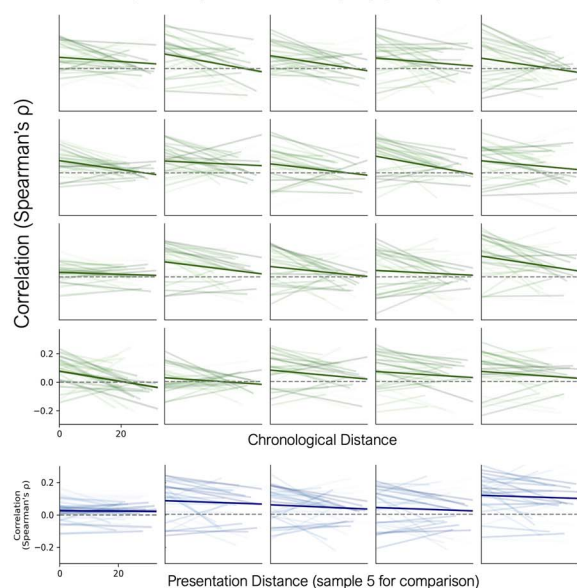 Correlation (Spearman's ρ)
0.2
0.0
−0.2
0
20
Chronological Distance
Correlation
(Spearman's ρ)
0.2
0.0
−0.2
0
20
Presentation Distance (sample 5 for comparison)